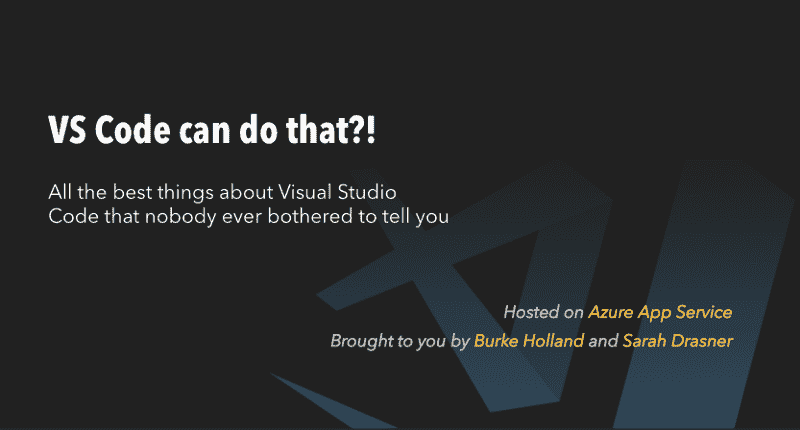 VS Code can do that?!
All the best things about Visual Studio
Code that nobody ever bothered to tell you
Hosted on Azure App Service
Brought to you by Burke Holland and Sarah Drasner